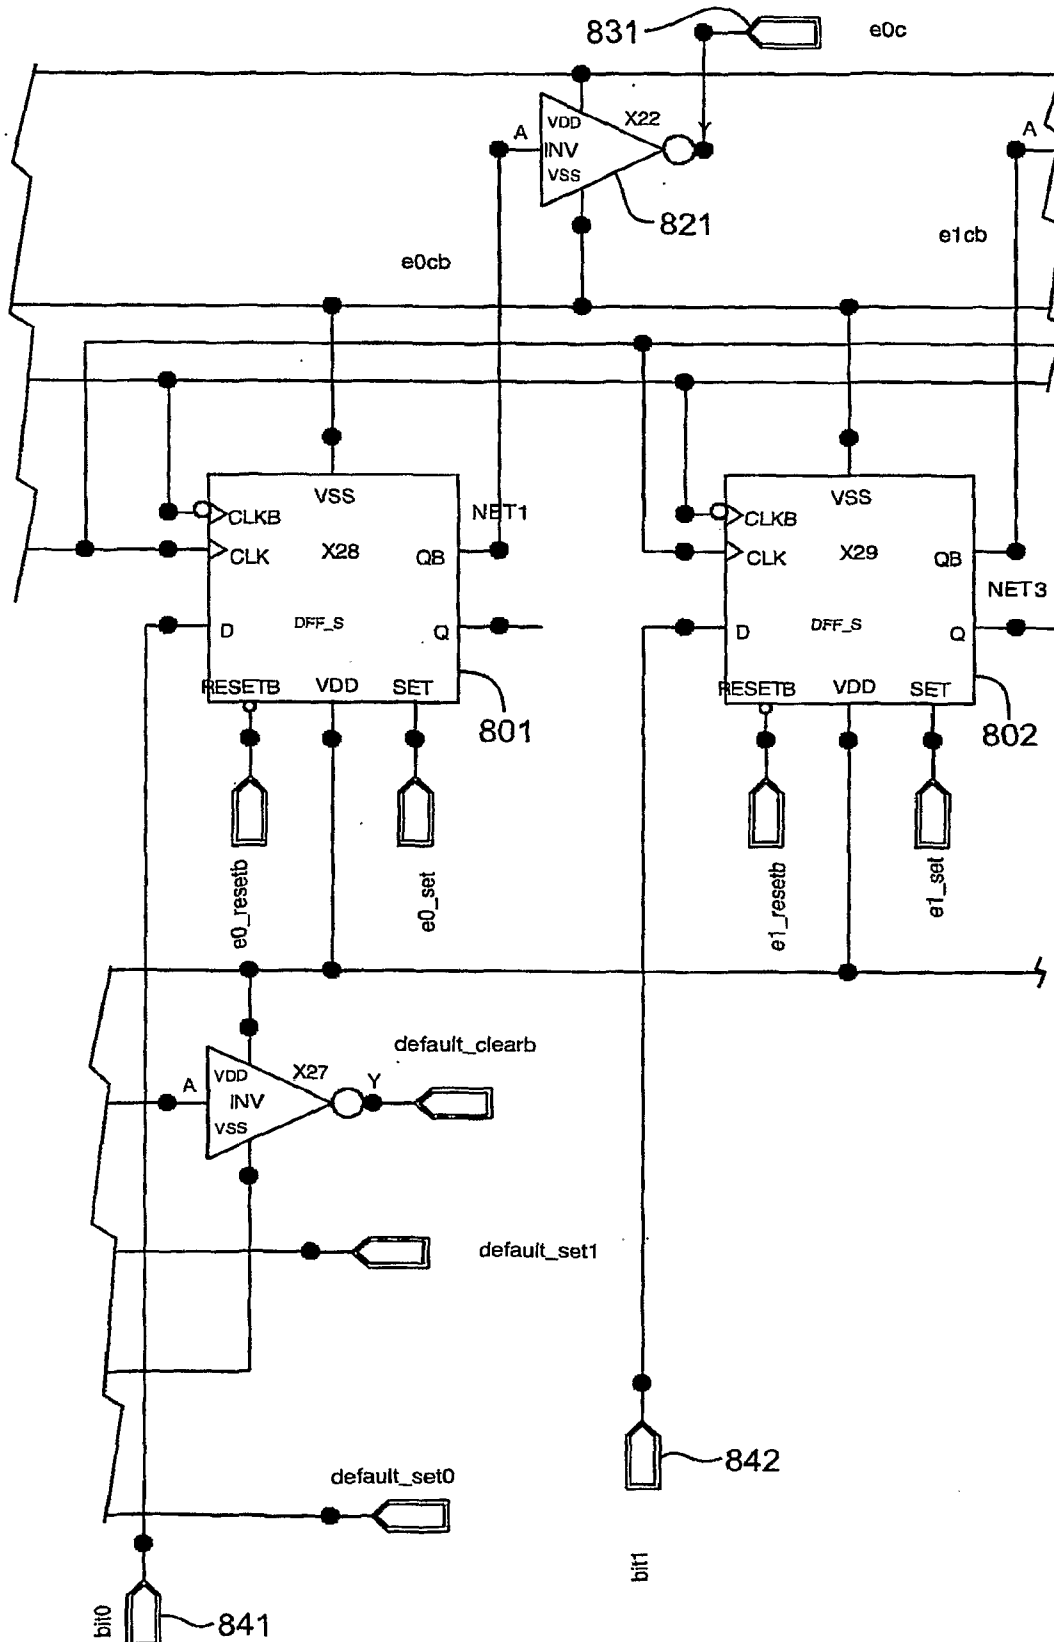 831
e0c
VDD
X22
A
INV
Y
VSS
821
A
e0cb
e1cb
VSS
NET1
CLKB
X28
CLK
QB
D
DFF_S
Q
RESETB
VDD
SET
801
VSS
CLKB
X29
CLK
QB
NET3
D
DFF_S
Q
RESETB
VDD
SET
802
e0_resetb
e0_set
e1_resetb
e1_set
default_clearb
A
VDD
X27
Y
INV
VSS
default_set1
842
default_set0
bit1
bit0
841